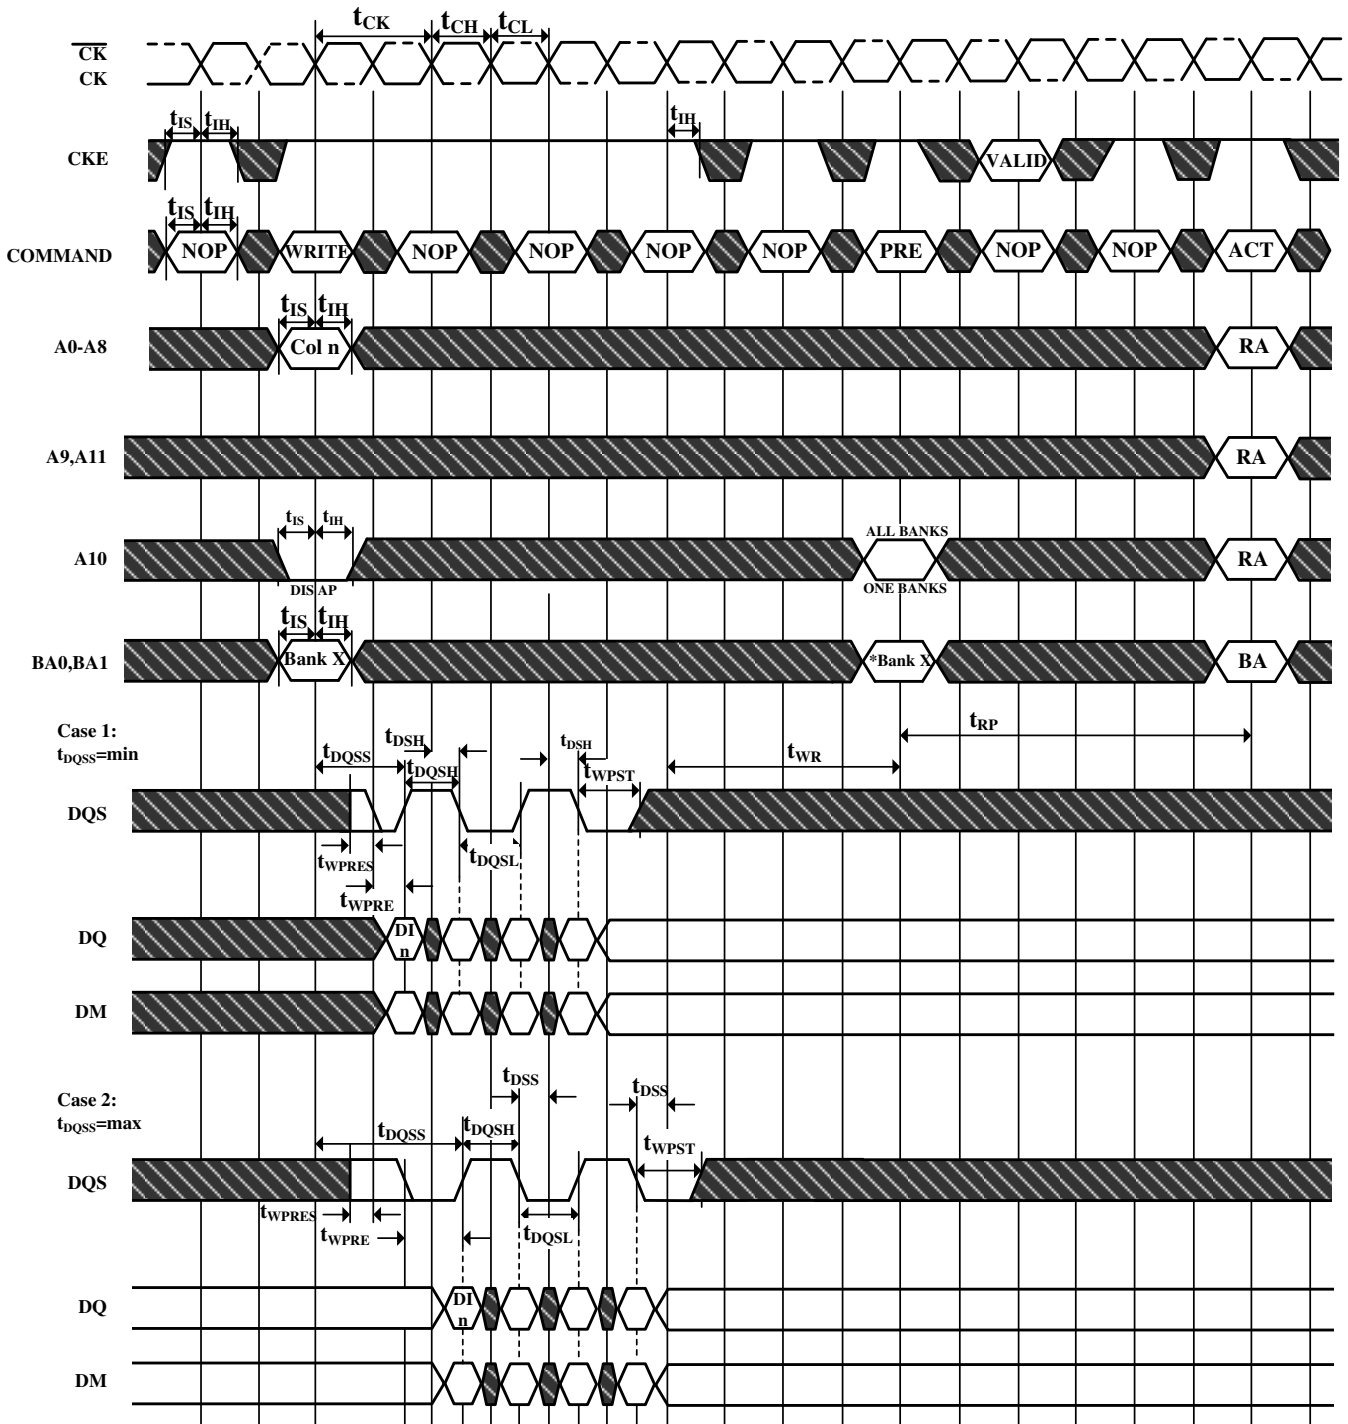 tCK tCH tCL
CK
CK
tIS tIH tIH
CKE VALID
tIS tIH
COMMAND NOP WRITE NOP NOP NOP NOP PRE NOP NOP ACT
tIS tIH
A0-A8 Col n RA
A9,A11 RA
tIS tIH ALL BANKS
A10 RA
DIS AP ONE BANKS
tIS tIH
BA0,BA1 Bank X *Bank X BA
Case 1:
tDQSS=min
tDSH tDSH tRP
tDQSS tDQSH tWPST tWR
DQS
tWPRES tDQSL
tWPRE
DQ DI
n
DM
Case 2:
tDQSS=max
tDSS tDSS
tDQSS tDQSH tWPST
DQS
tWPRES tWPRE tDQSL
DQ DI
n
DM